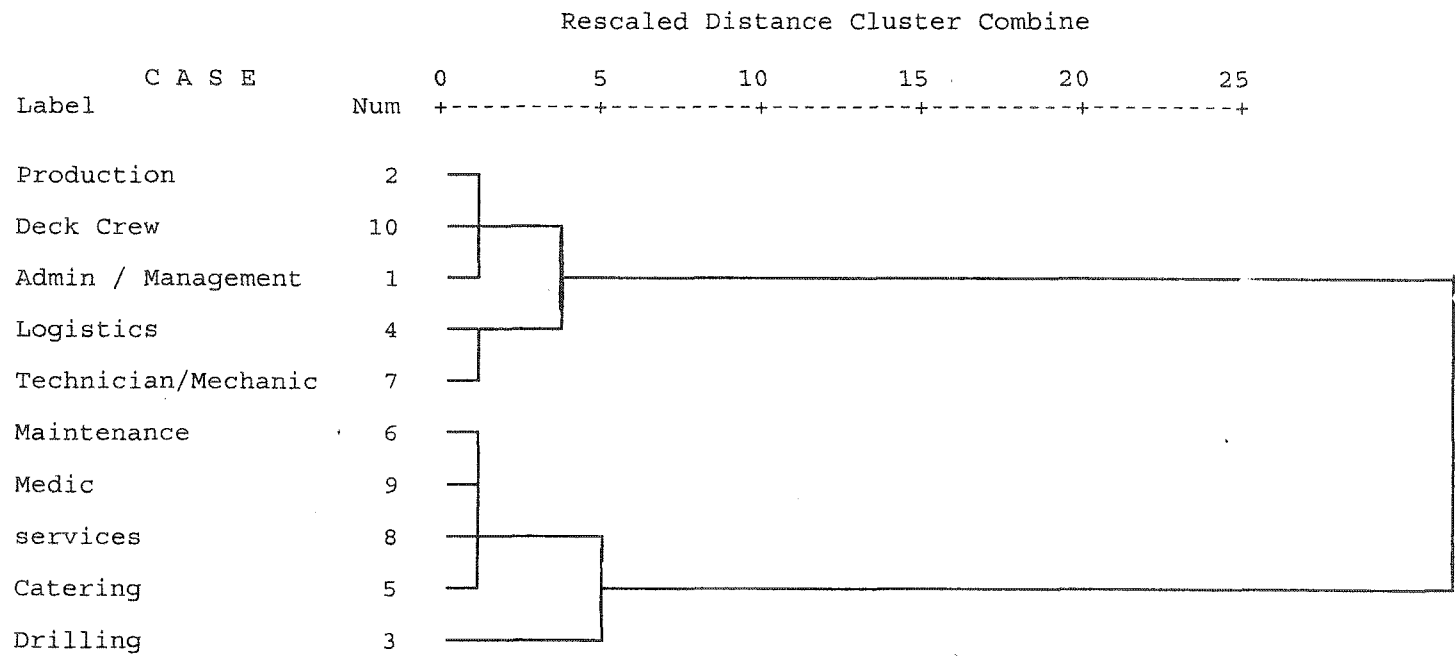 Rescaled Distance Cluster Combine
C A S E 0 5 10 15 20 25
Label Num +---------+---------+---------+---------+---------+
Production 2
Deck Crew 10
Admin / Management 1
Logistics 4
Technician/Mechanic 7
Maintenance 6
Medic 9
services 8
Catering 5
Drilling 3